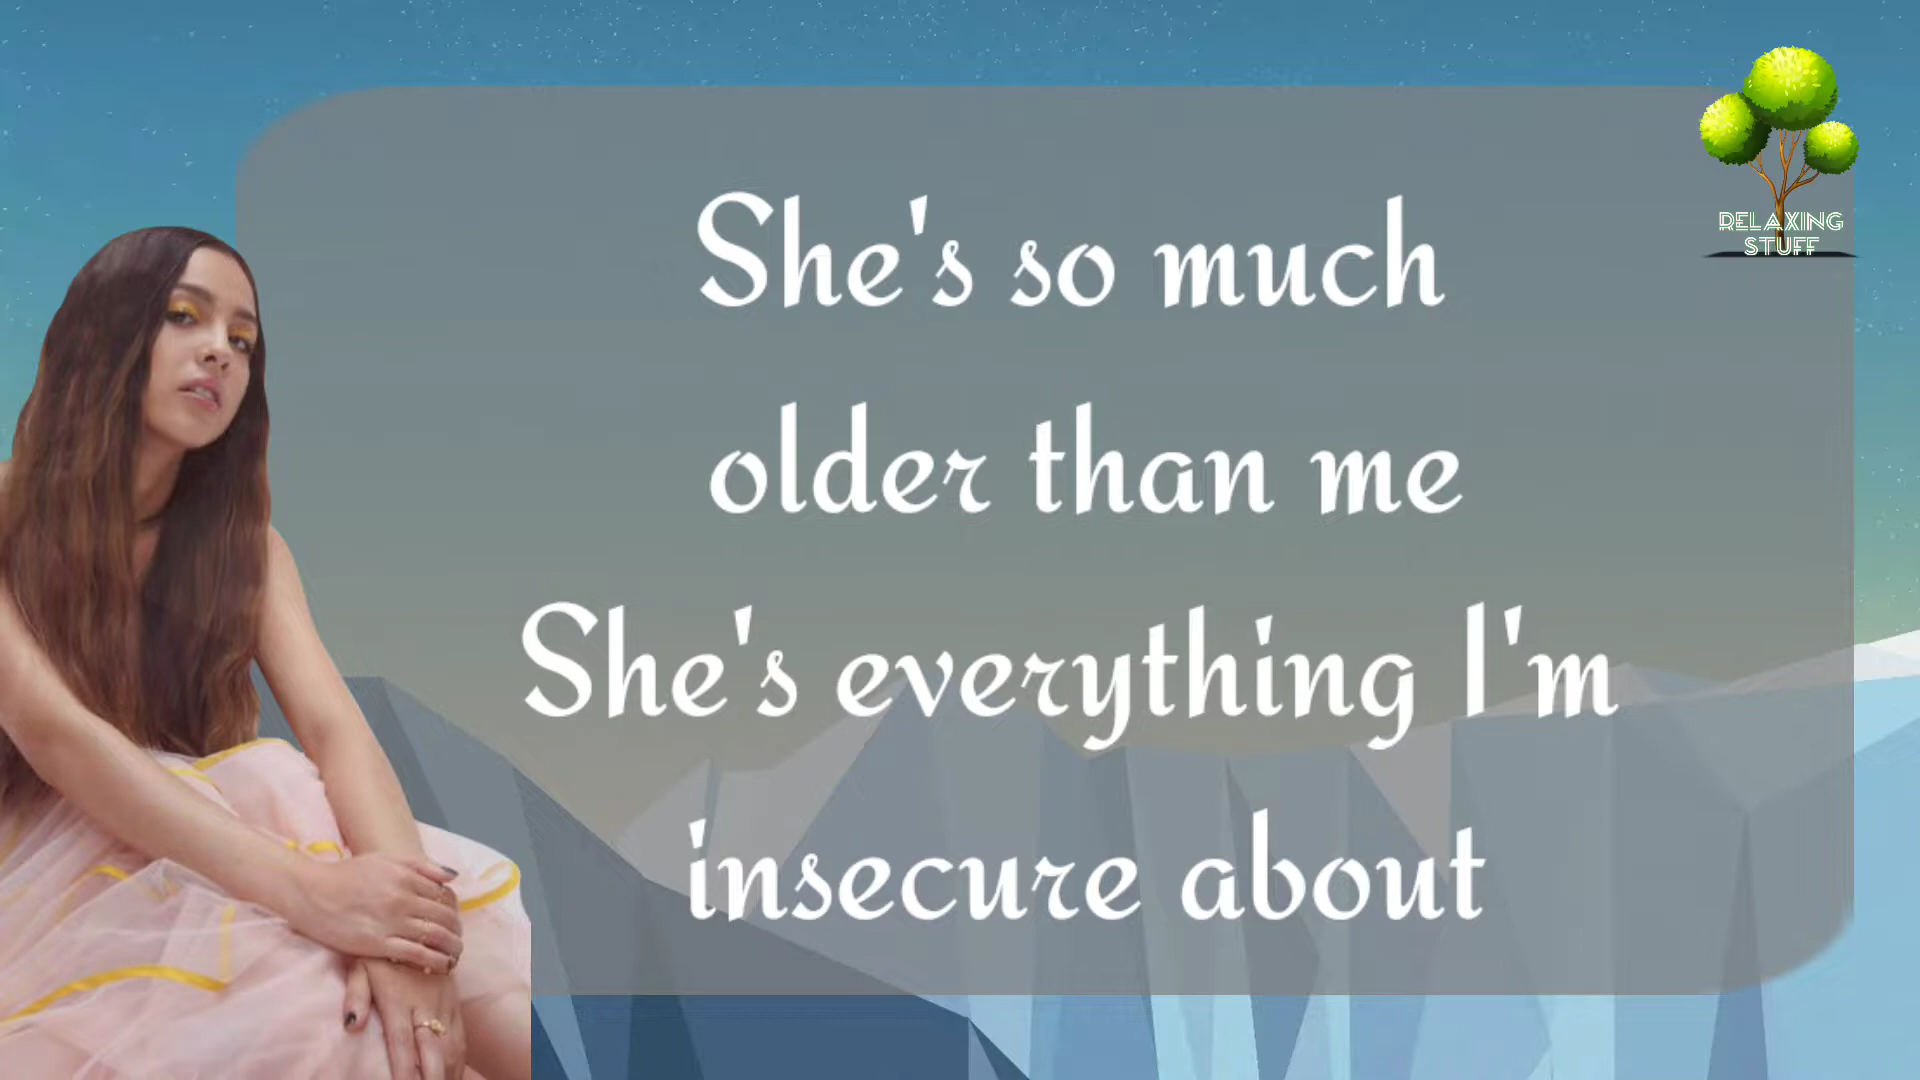 RELAXING
STUFF
She's so much
older than me
She's everything I'm
insecure about